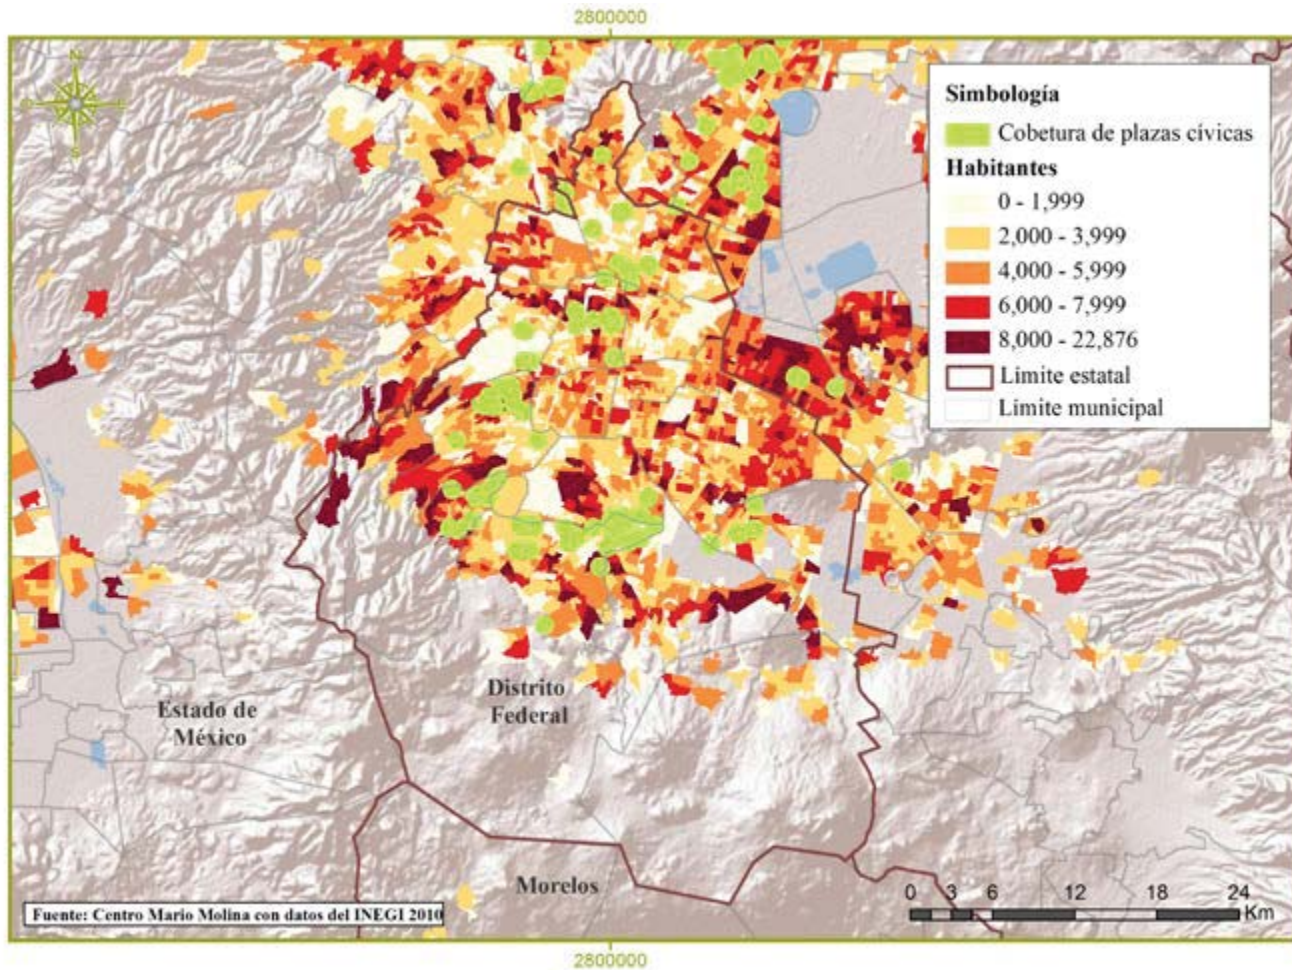 2800000
N
S
Simbología
Cobetura de plazas cívicas
Habitantes
0 - 1,999
2,000 - 3,999
4,000 - 5,999
6,000 - 7,999
8,000 - 22,876
Límite estatal
Límite municipal
Distrito
Federal
Estado de
México
Morelos
0 3 6 12 18 24
Km
Fuente: Centro Mario Molina con datos del INEGI 2010
2800000